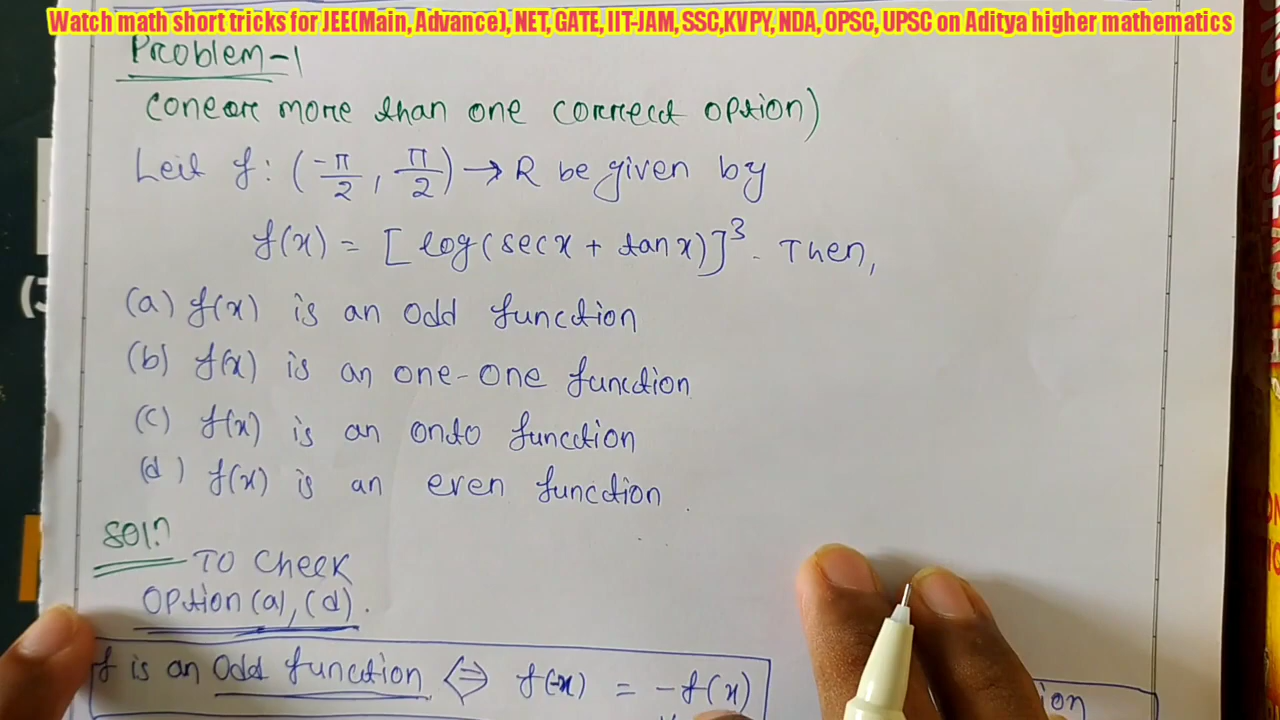 Watch math short tricks for JEE(Main, Advance), NET, GATE, IIT-JAM, SSC,KVPY, NDA, OPSC, UPSC on Aditya higher mathematics
Problem-1
(one or more than one correct option)
Let f: (-π/2, π/2) → R be given by
f(x) = [log(sec x + tan x)]³. Then,
(a) f(x) is an odd function
(b) f(x) is an one-one function
(c) f(x) is an onto function
(d) f(x) is an even function.
Solⁿ
To Check
Option (a), (d).
f is an odd function ⇔ f(-x) = -f(x)